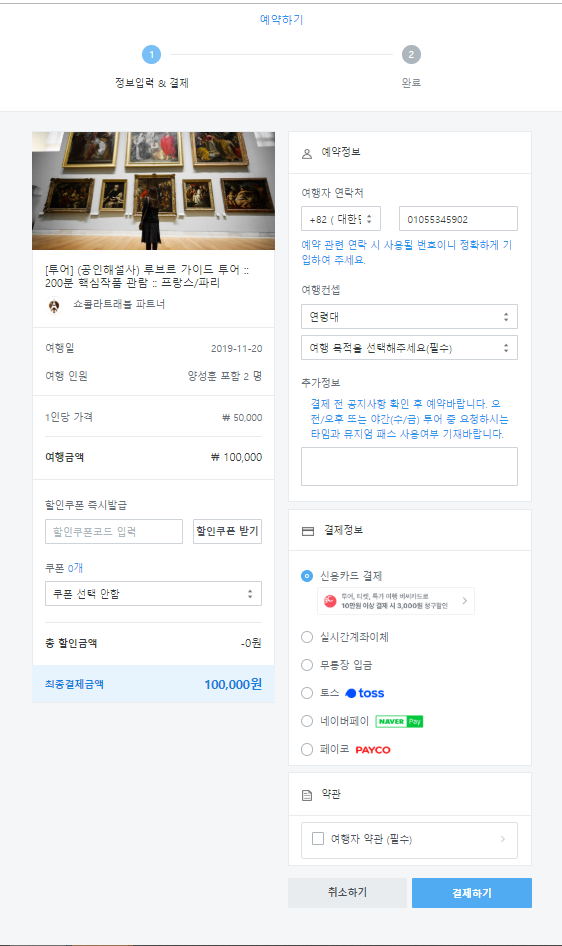 예약하기
1
2
정보입력 & 결제
완료
[투어] (공인해설사) 루브르 가이드 투어 ::
200분 핵심작품 관람 :: 프랑스/파리
쇼콜라트래블 파트너
여행일 2019-11-20
여행 인원 양성훈 포함 2 명
1인당 가격 ₩ 50,000
여행금액 ₩ 100,000
할인쿠폰 즉시발급
할인쿠폰코드 입력 할인쿠폰 받기
쿠폰 0개
쿠폰 선택 안함
총 할인금액 -0원
최종결제금액 100,000원
예약정보
여행자 연락처
+82 ( 대한민 01055345902
예약 관련 연락 시 사용될 번호이니 정확하게 기
입하여 주세요.
여행컨셉
연령대
여행 목적을 선택해주세요(필수)
추가정보
결제 전 공지사항 확인 후 예약바랍니다. 오
전/오후 또는 야간(수/금) 투어 중 요청하시는
타임과 뮤지엄 패스 사용여부 기재바랍니다.
결제정보
신용카드 결제
투어, 티켓, 특가 여행 비씨카드로
10만원 이상 결제 시 3,000원 청구할인
실시간계좌이체
무통장 입금
토스 toss
네이버페이 NAVER Pay
페이코 PAYCO
약관
여행자 약관 (필수)
취소하기 결제하기